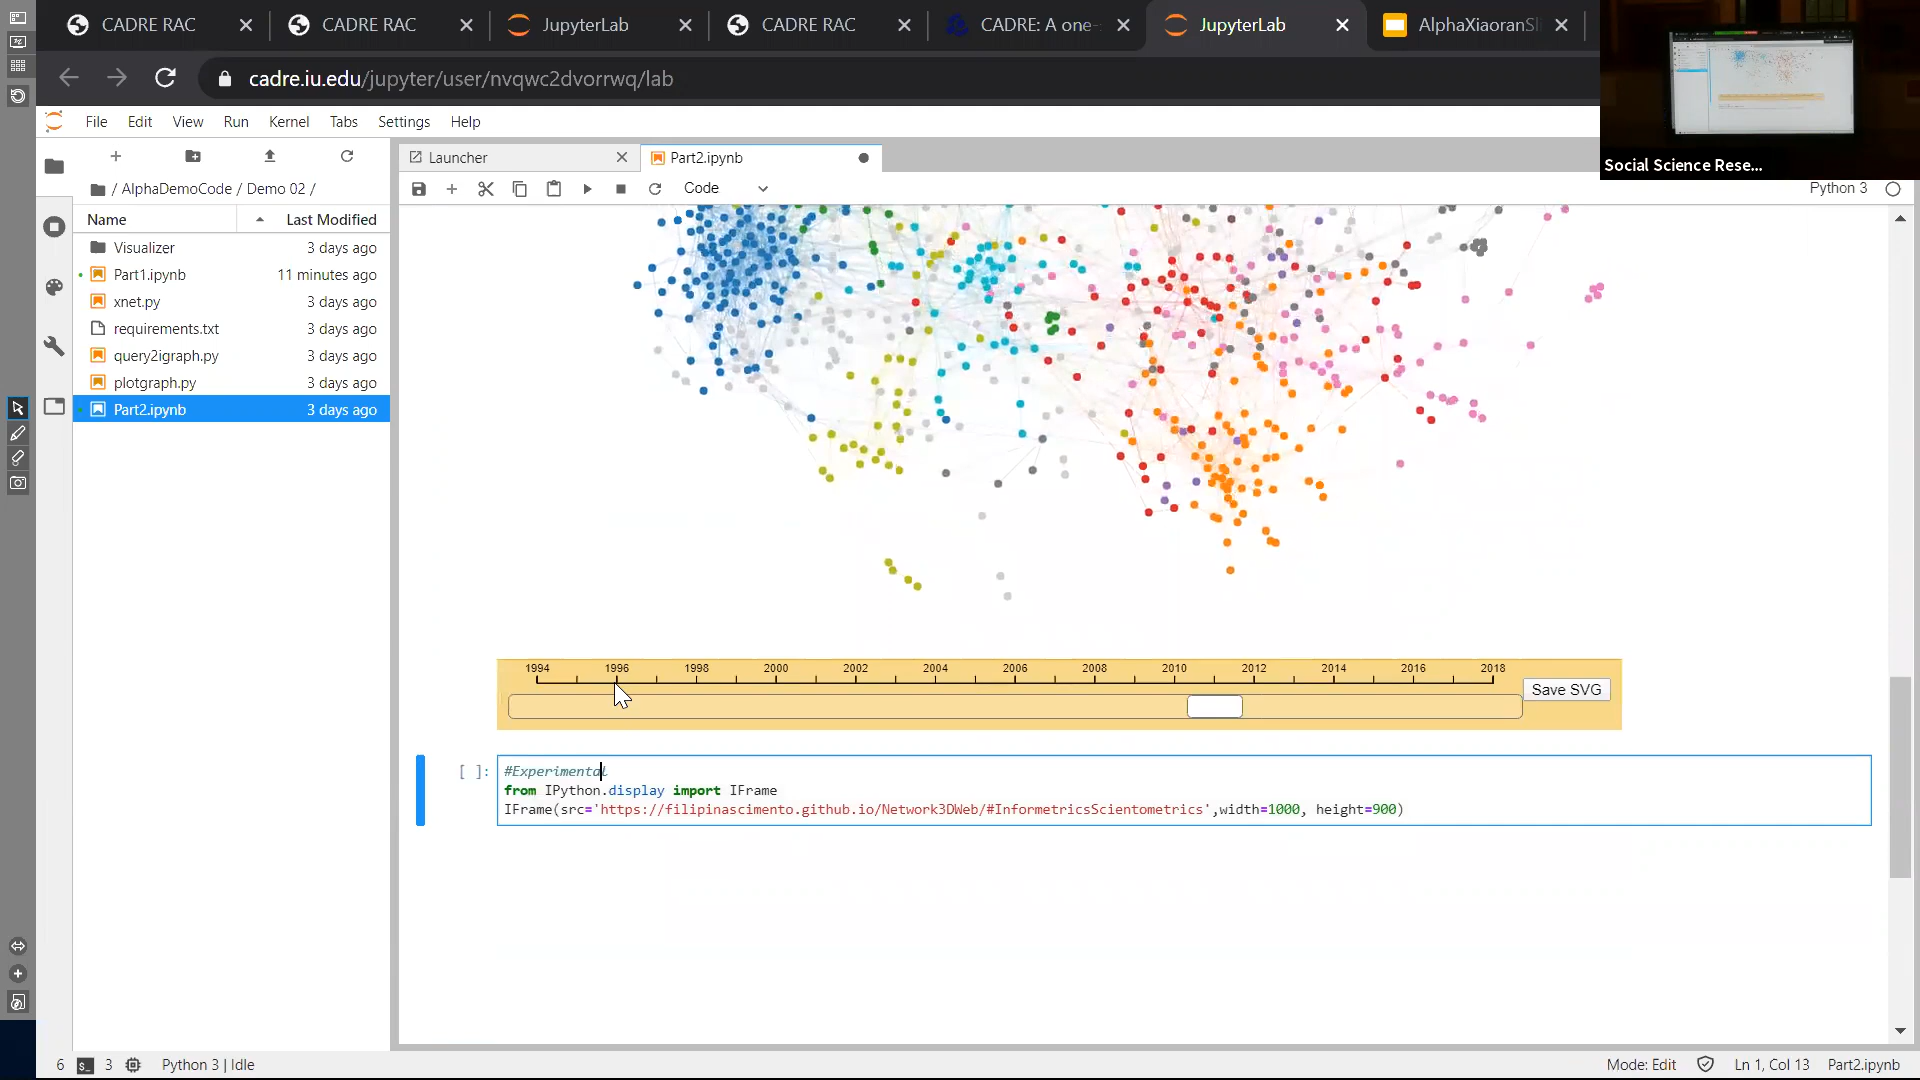 CADRE RAC
CADRE RAC
JupyterLab
CADRE RAC
CADRE: A one-
JupyterLab
AlphaXiaoranSli
cadre.iu.edu/jupyter/user/nvqwc2dvorrwq/lab
File Edit View Run Kernel Tabs Settings Help
Social Science Rese...
Launcher
Part2.ipynb
/ AlphaDemoCode / Demo 02 /
Code
Python 3
Name Last Modified
Visualizer 3 days ago
Part1.ipynb 11 minutes ago
xnet.py 3 days ago
requirements.txt 3 days ago
query2igraph.py 3 days ago
plotgraph.py 3 days ago
Part2.ipynb 3 days ago
1994 1996 1998 2000 2002 2004 2006 2008 2010 2012 2014 2016 2018
Save SVG
[ ]: #Experimental
from IPython.display import IFrame
IFrame(src='https://filipinascimento.github.io/Network3DWeb/#InformetricsScientometrics',width=1000, height=900)
6 3 Python 3 | Idle
Mode: Edit Ln 1, Col 13 Part2.ipynb